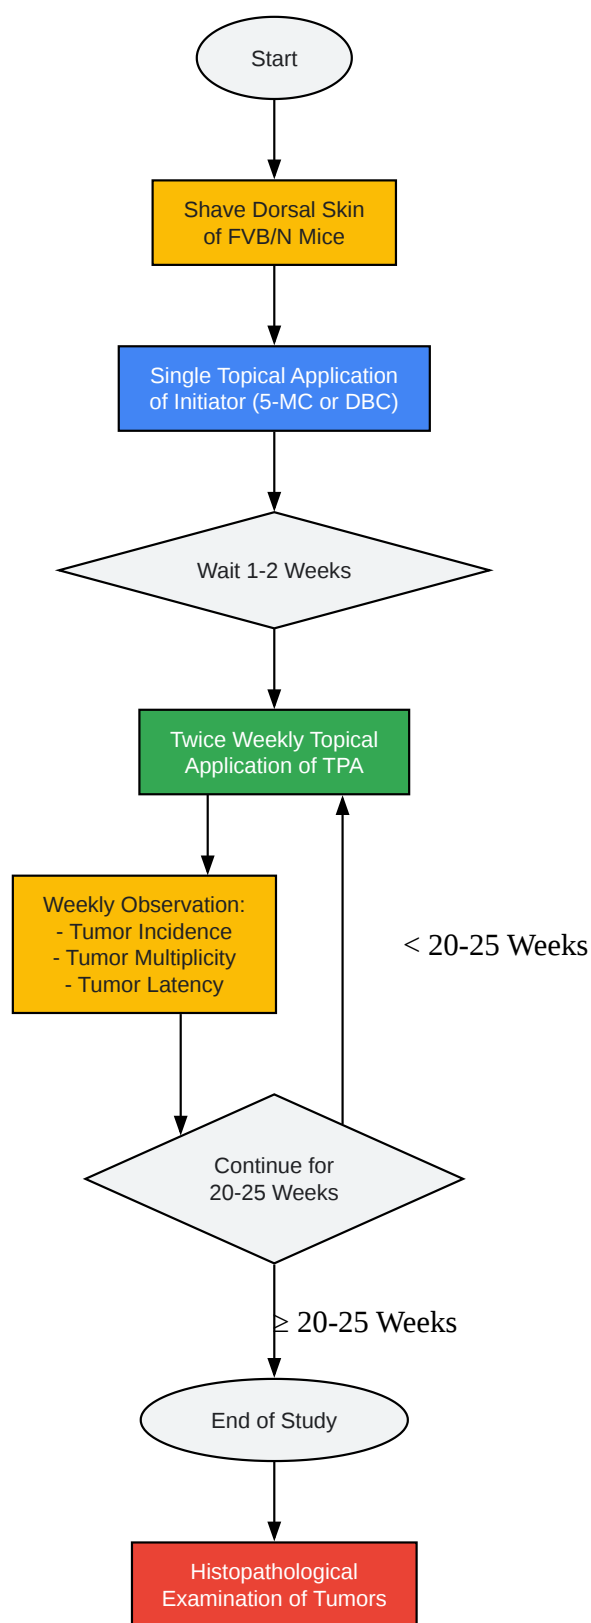 Start
Shave Dorsal Skin
of FVB/N Mice
Single Topical Application
of Initiator (5-MC or DBC)
Wait 1-2 Weeks
Twice Weekly Topical
Application of TPA
Weekly Observation:
- Tumor Incidence
- Tumor Multiplicity
- Tumor Latency
< 20-25 Weeks
Continue for
20-25 Weeks
≥ 20-25 Weeks
End of Study
Histopathological
Examination of Tumors